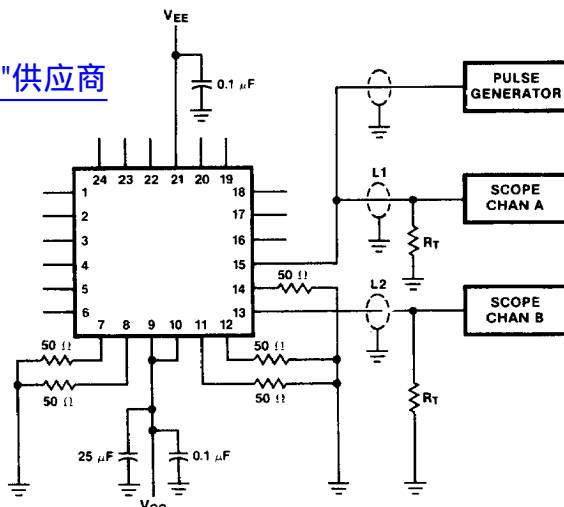 VEE
"供应商
0.1 μF
PULSE
GENERATOR
24 23 22 21 20 19
1
2
3
4
5
6
18
17
16
15
14
13
7 8 9 10 11 12
L1
SCOPE
CHAN A
RT
50 Ω
L2
SCOPE
CHAN B
50 Ω
50 Ω
50 Ω
50 Ω
RT
25 μF
0.1 μF
VCC